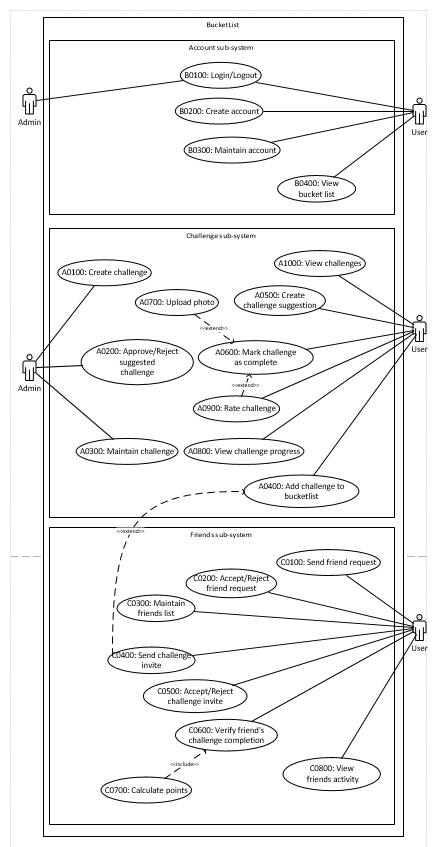 BucketList
Account sub-system
B0100: Login/Logout
Admin
B0200: Create account
User
B0300: Maintain account
B0400: View
bucket list
Challenge sub-system
A1000: View challenges
A0100: Create challenge
A0700: Upload photo
A0500: Create
challenge suggestion
<<extend>>
User
A0200: Approve/Reject
suggested
challenge
A0600: Mark challenge
as complete
Admin
<<extend>>
A0900: Rate challenge
A0300: Maintain challenge
A0800: View challenge progress
A0400: Add challenge to
bucketlist
<<extend>>
Friends sub-system
C0100: Send friend request
C0200: Accept/Reject
friend request
C0300: Maintain
friends list
User
C0400: Send challenge
invite
C0500: Accept/Reject
challenge invite
C0600: Verify friend's
challenge completion
<<include>>
C0800: View
friends activity
C0700: Calculate points